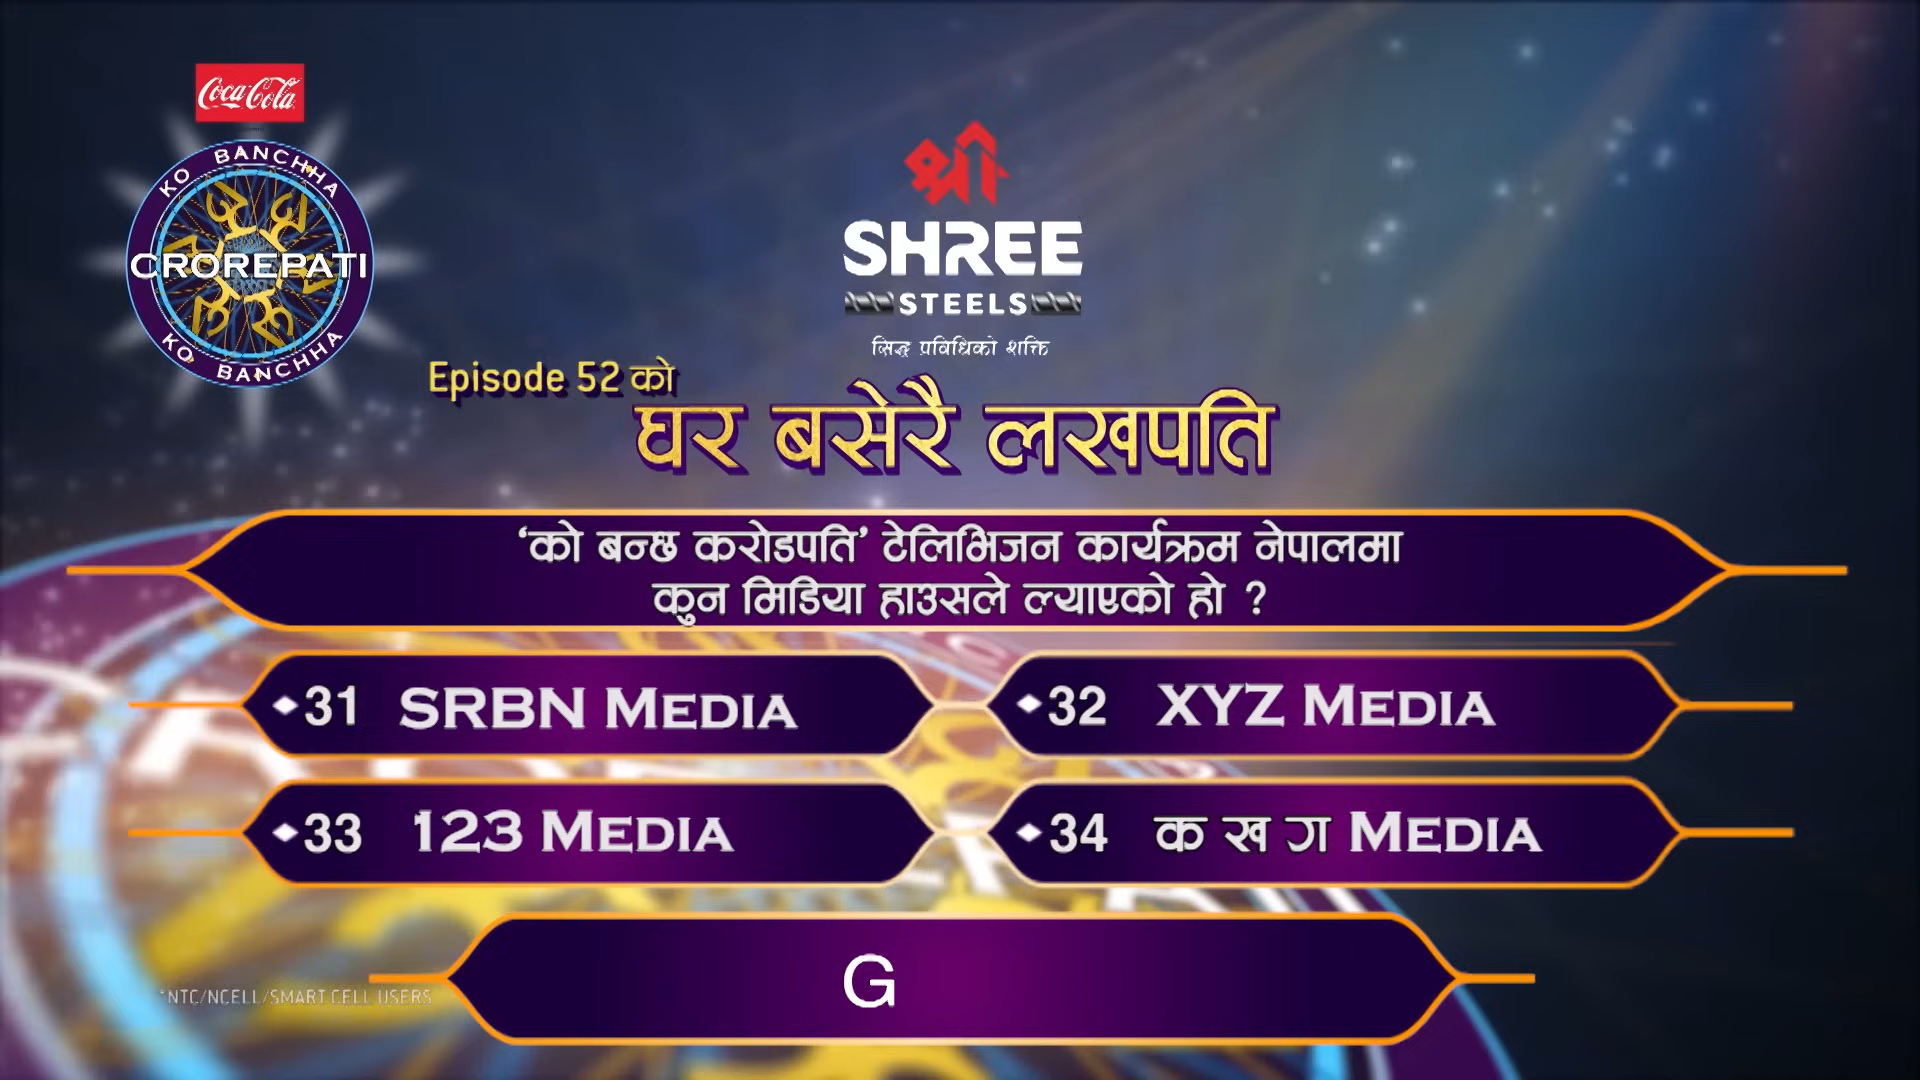 Coca-Cola
KO BANCHHA
CROREPATI
KO BANCHHA
श्री
SHREE
STEELS
सिद्ध प्रविधिको शक्ति
Episode 52 को
घर बसेरै लखपति
‘को बन्छ करोडपति’ टेलिभिजन कार्यक्रम नेपालमा
कुन मिडिया हाउसले ल्याएको हो ?
31 SRBN MEDIA
32 XYZ MEDIA
33 123 MEDIA
34 क ख ग MEDIA
G
*NTC/NCELL/SMART CELL USERS